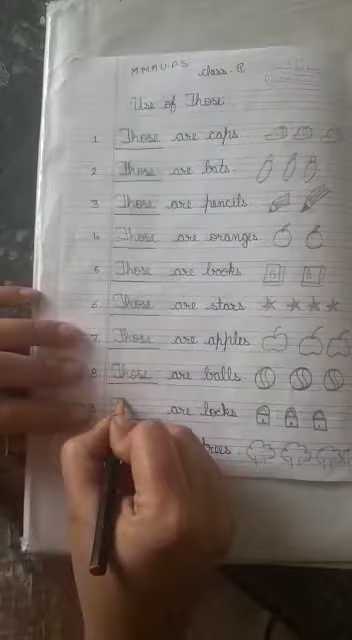 M.M.A.U.P.S class-
Use of Those
1. Those are caps
2. Those are bats.
3 Those are pencils
4. Those are oranges
5 Those are books
6. Those are stars
7. Those are apples
8. Those are balls.
9. are locks
trees.